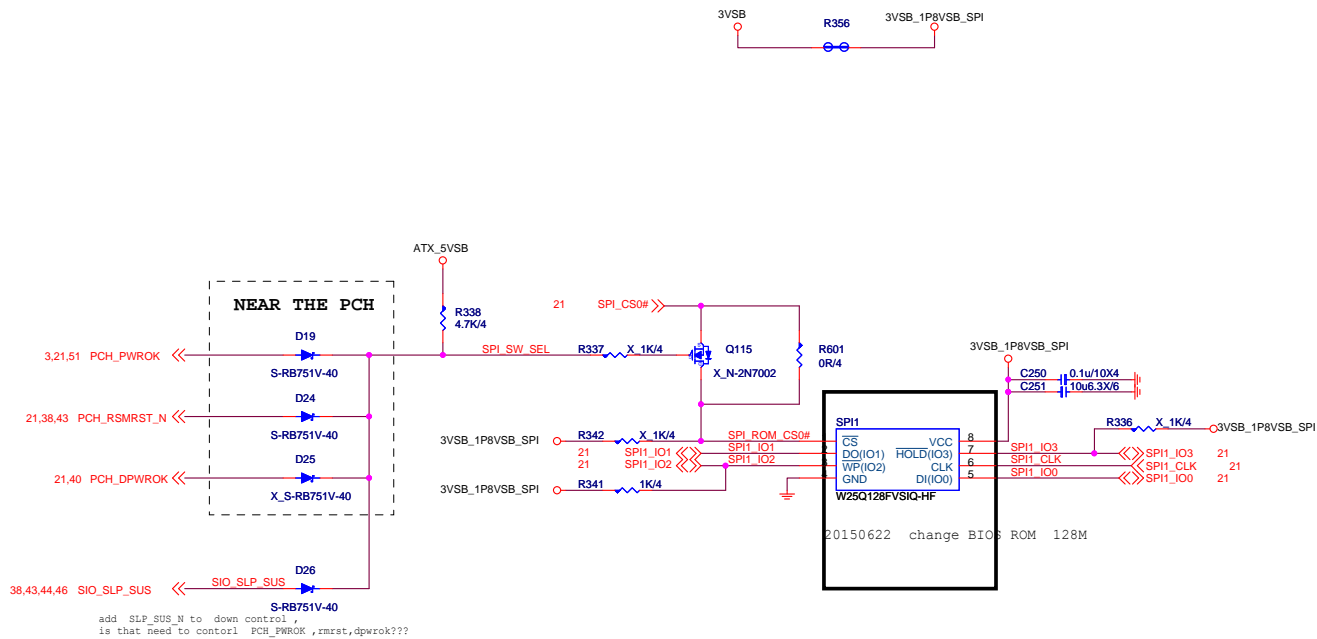 3VSB
R356
3VSB_1P8VSB_SPI
ATX_5VSB
NEAR THE PCH
R338
4.7K/4
21 SPI_CS0#
D19
3,21,51 PCH_PWROK
S-RB751V-40
SPI_SW_SEL
R337 X_1K/4
Q115
X_N-2N7002
R601
0R/4
3VSB_1P8VSB_SPI
C250 0.1u/10X4
C251 10u6.3X/6
D24
21,38,43 PCH_RSMRST_N
S-RB751V-40
3VSB_1P8VSB_SPI
R342 X_1K/4
SPI_ROM_CS0#
SPI1
R336 X_1K/4
3VSB_1P8VSB_SPI
CS VCC 8
21 SPI1_IO1
SPI1_IO1
DO(IO1) HOLD(IO3) 7
SPI1_IO3
SPI1_IO3 21
21 SPI1_IO2
SPI1_IO2
WP(IO2) CLK 6
SPI1_CLK
SPI1_CLK 21
GND DI(IO0) 5
SPI1_IO0
SPI1_IO0 21
D25
21,40 PCH_DPWROK
X_S-RB751V-40
3VSB_1P8VSB_SPI
R341 1K/4
W25Q128FVSIQ-HF
20150622 change BIOS ROM 128M
D26
38,43,44,46 SIO_SLP_SUS
SIO_SLP_SUS
S-RB751V-40
add SLP_SUS_N to down control ,
is that need to contorl PCH_PWROK ,rmrst,dpwrok???